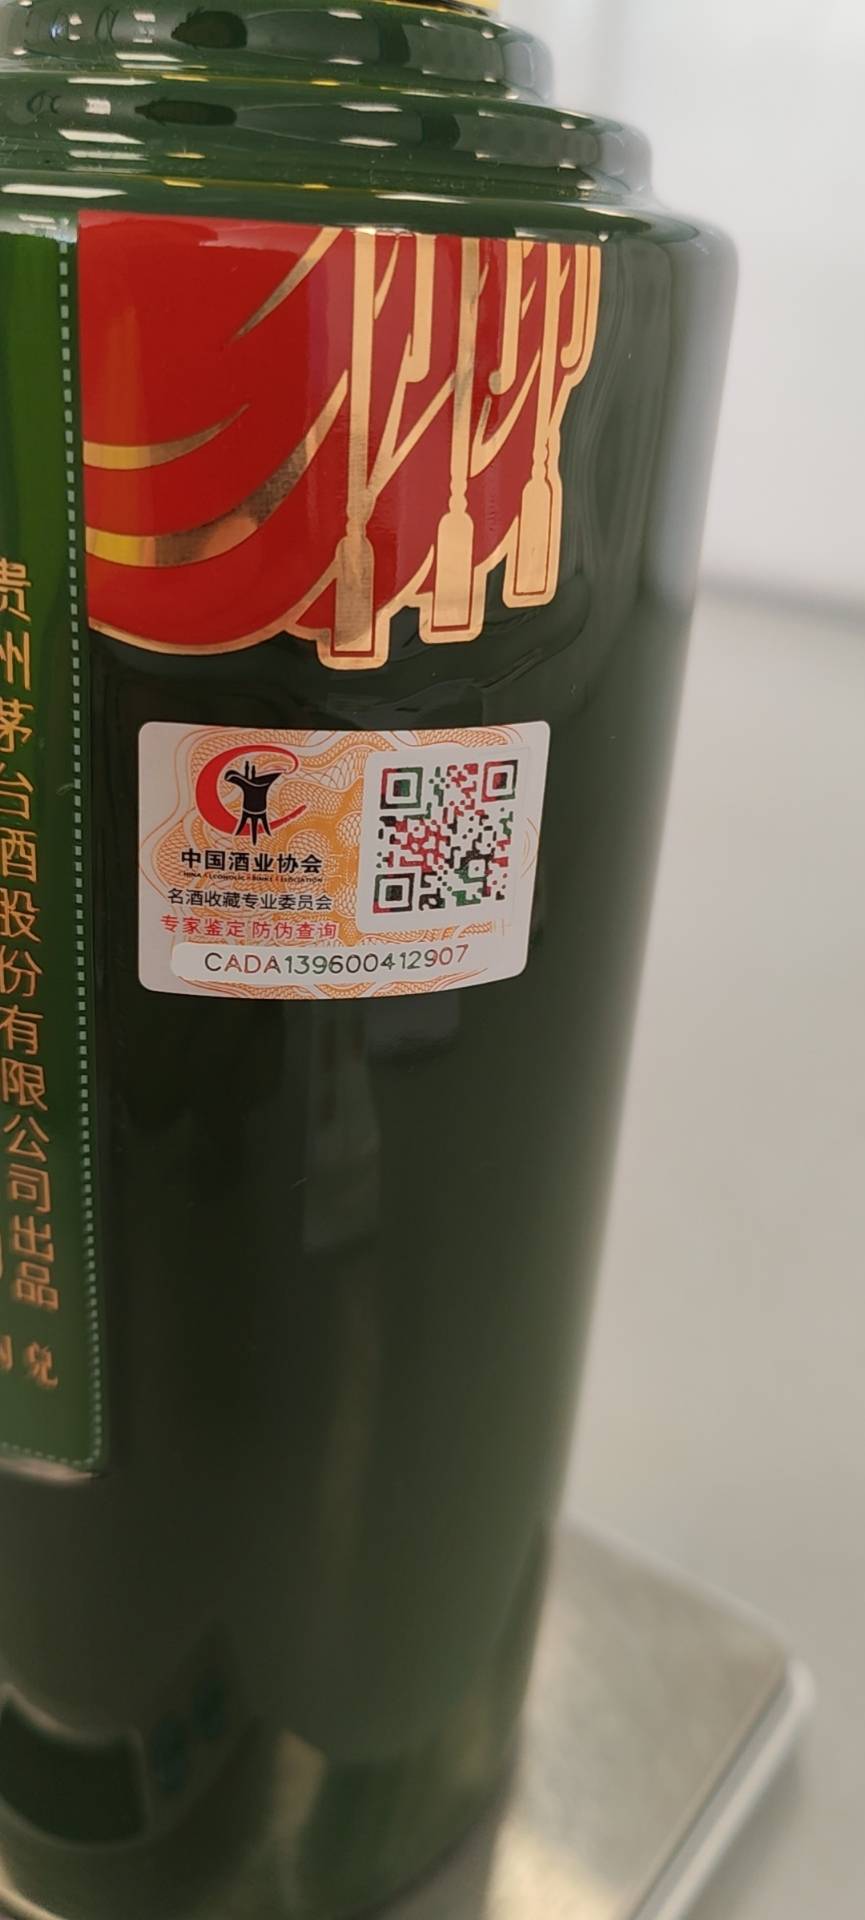 贵州茅台酒股份有限公司出品
中国酒业协会
名酒收藏专业委员会
专家鉴定 防伪查询
CADA139600412907